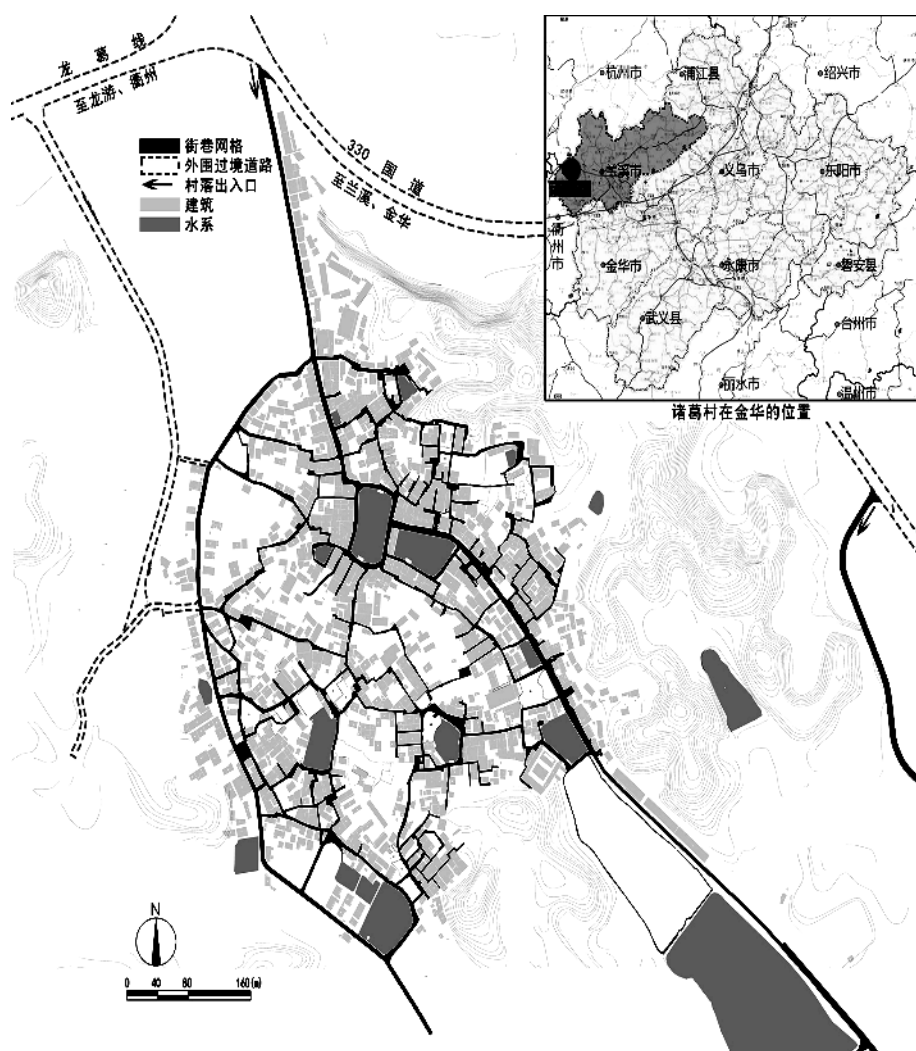 龙葛线
至龙游、衢州
330 国道
至兰溪、金华
街巷网格
外围过境道路
村落出入口
建筑
水系
杭州市
浦江县
绍兴市
兰溪市
义乌市
东阳市
衢州市
金华市
永康市
磐安县
武义县
台州市
丽水市
温州市
诸葛村在金华的位置
N
0 40 80 160(m)